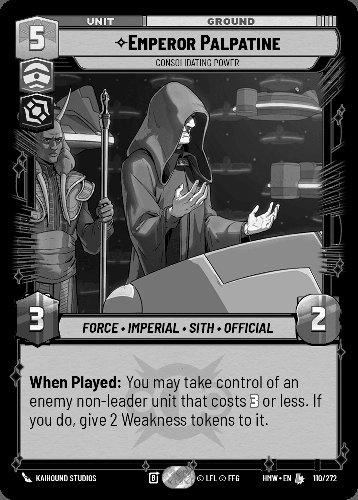 UNIT
GROUND
5
✧EMPEROR PALPATINE
CONSOLIDATING POWER
3
FORCE • IMPERIAL • SITH • OFFICIAL
2
When Played: You may take control of an
enemy non-leader unit that costs 3 or less. If
you do, give 2 Weakness tokens to it.
KAIHOUND STUDIOS
© LFL © FFG
HMW • EN
110/272